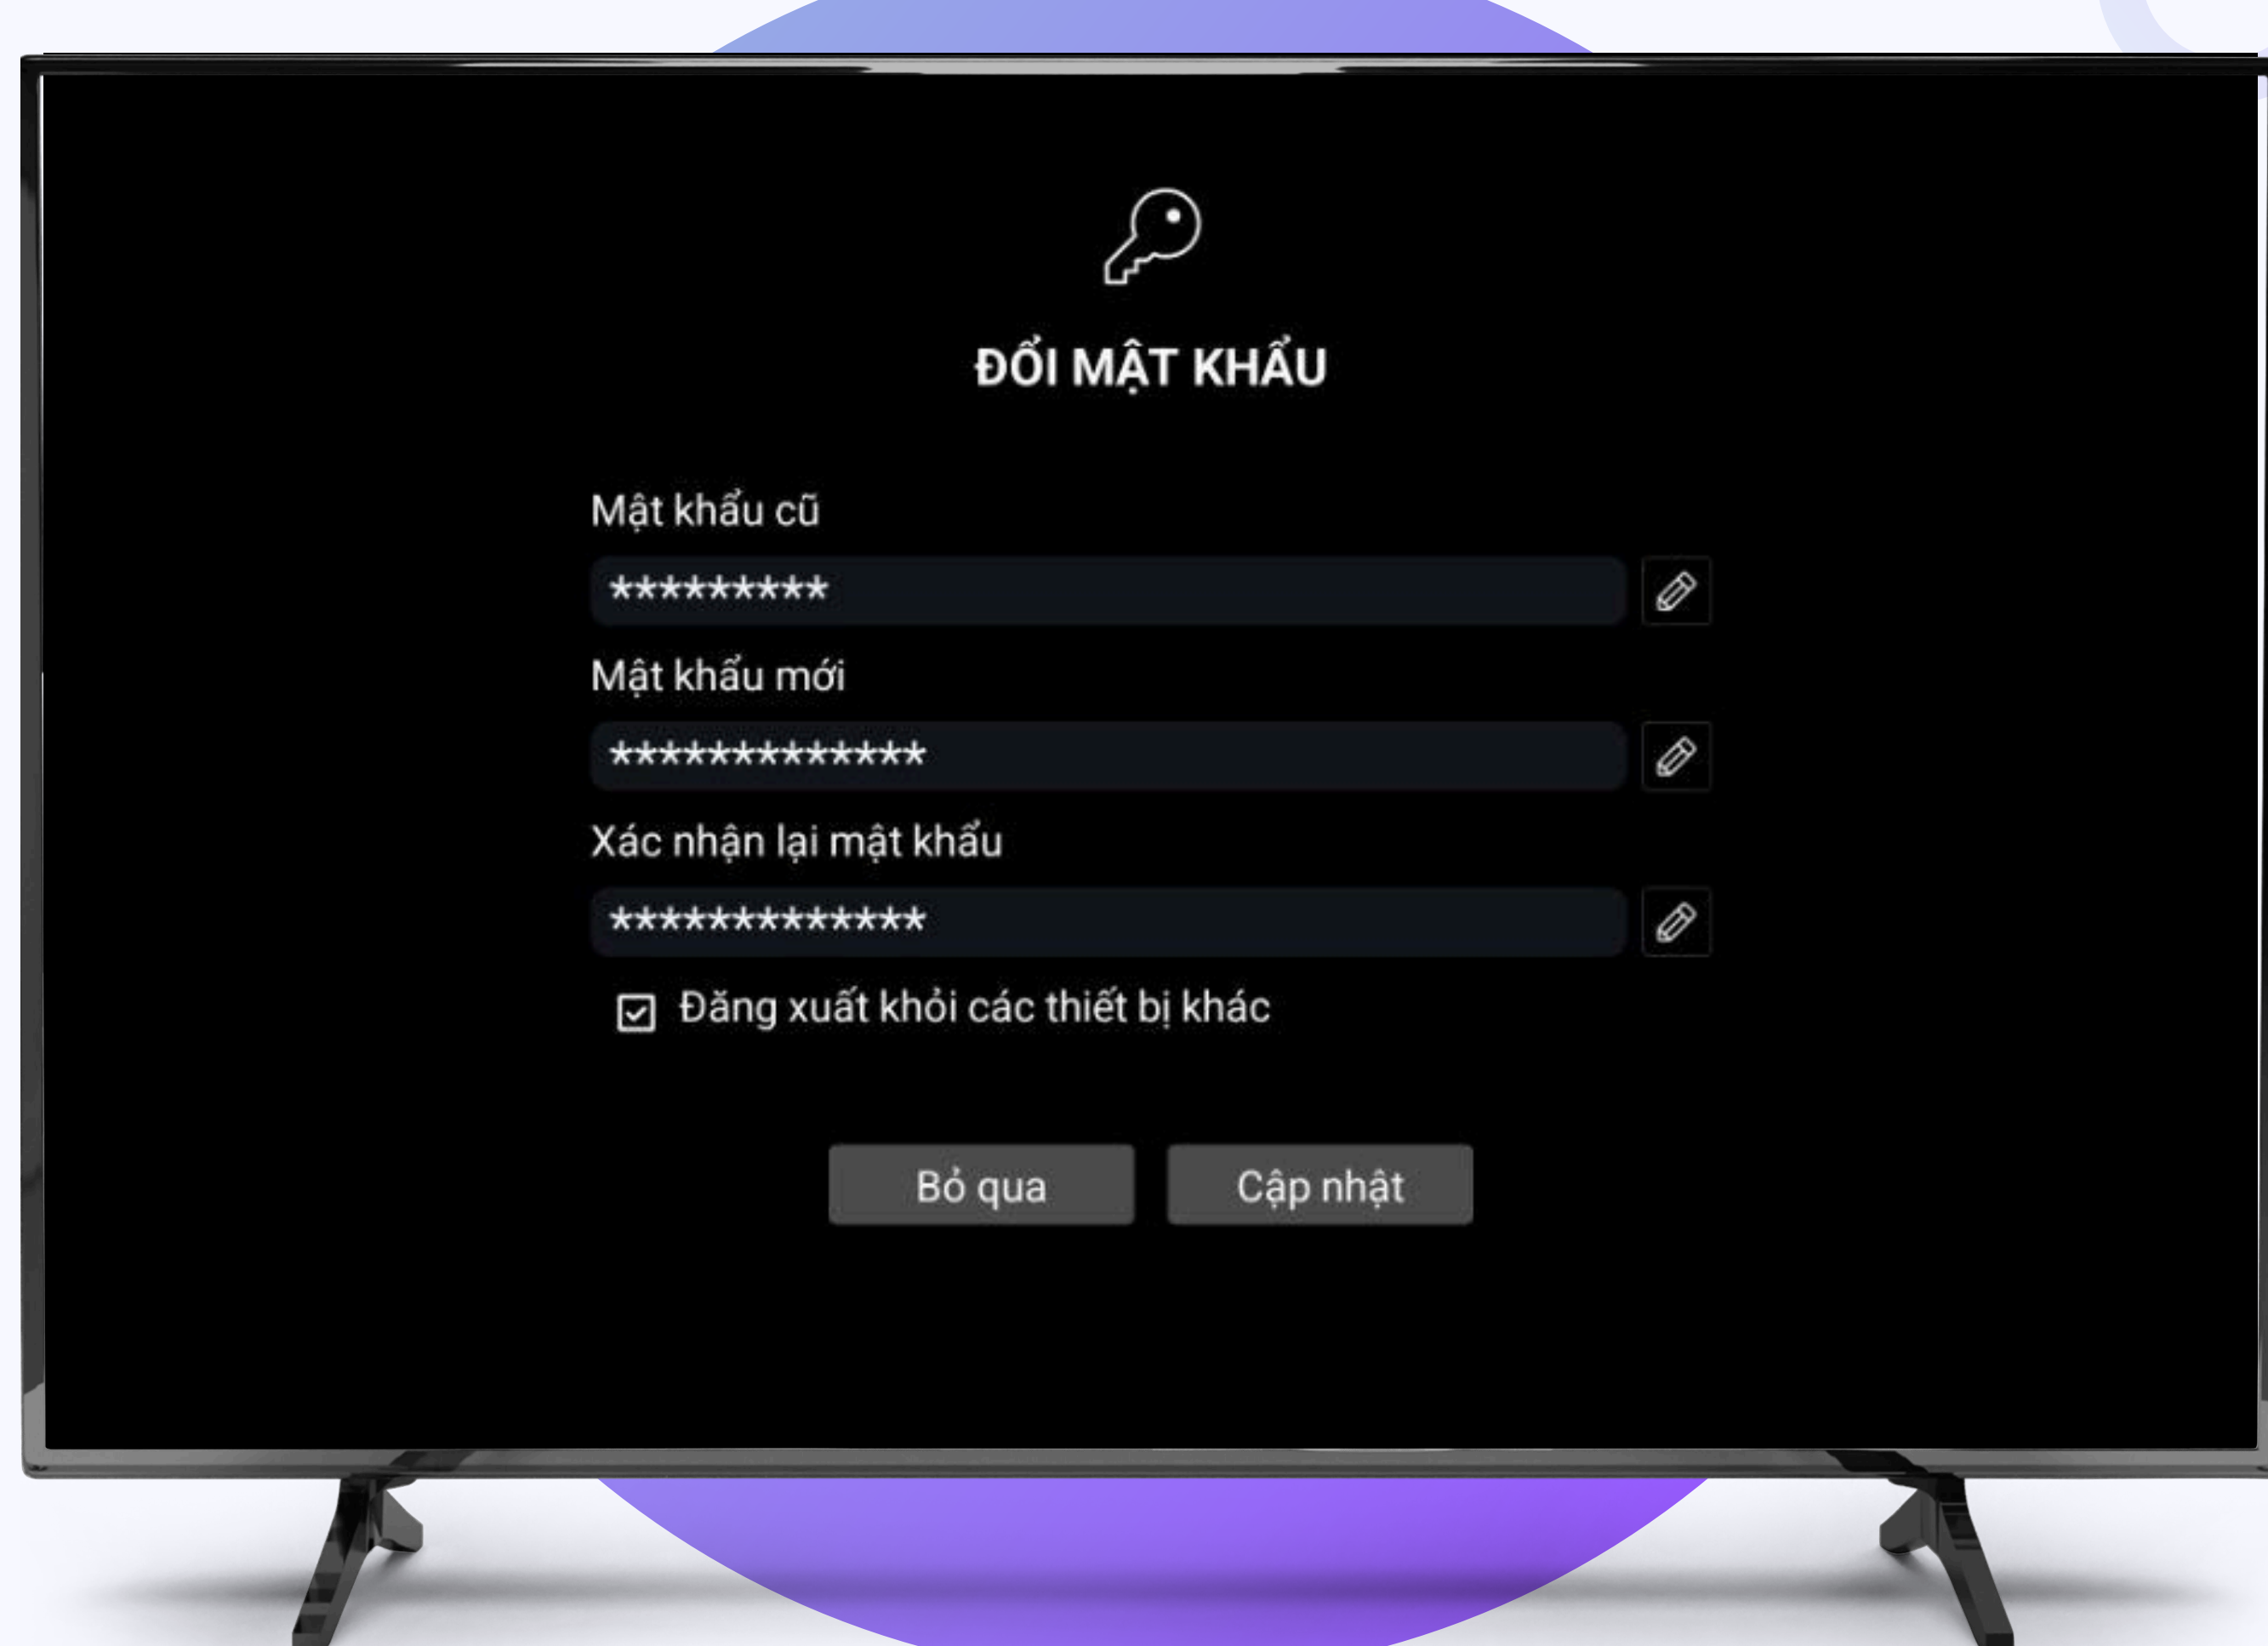 ĐỔI MẬT KHẨU
Mật khẩu cũ
*********
Mật khẩu mới
*************
Xác nhận lại mật khẩu
*************
Đăng xuất khỏi các thiết bị khác
Bỏ qua
Cập nhật